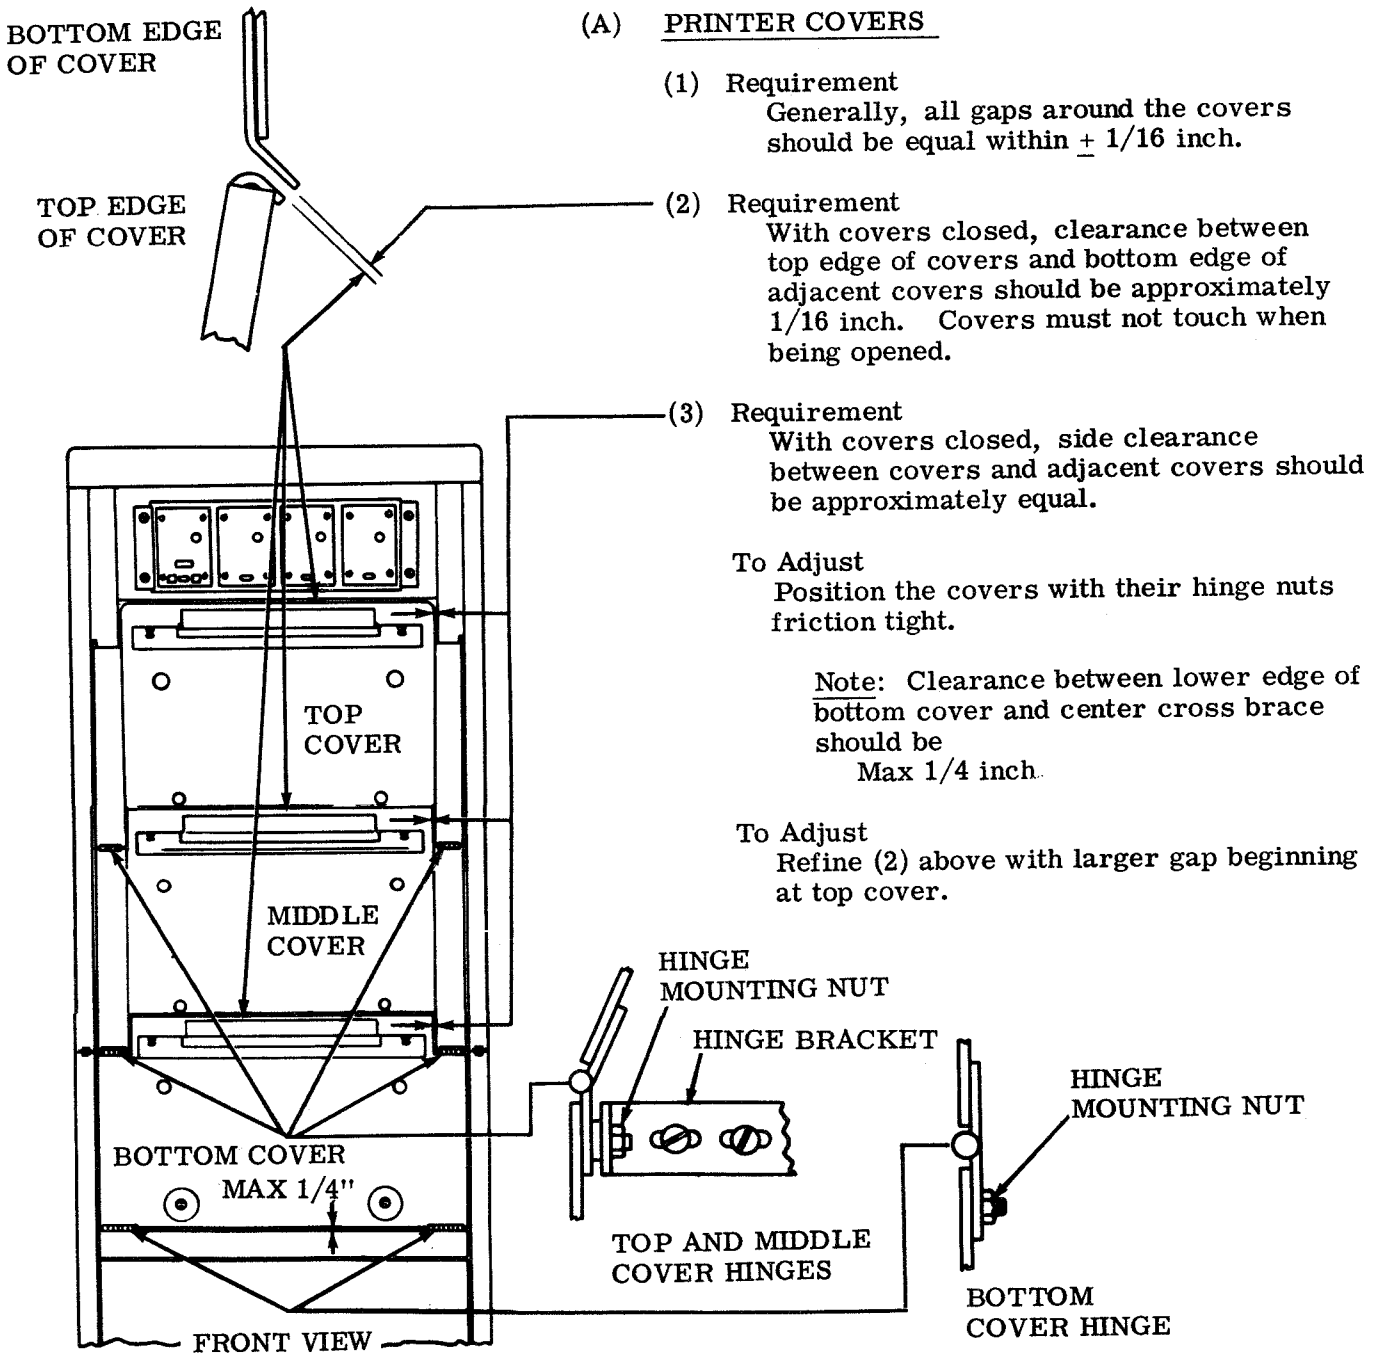 BOTTOM EDGE
OF COVER
TOP EDGE
OF COVER
(A) PRINTER COVERS
(1) Requirement
Generally, all gaps around the covers
should be equal within ± 1/16 inch.
(2) Requirement
With covers closed, clearance between
top edge of covers and bottom edge of
adjacent covers should be approximately
1/16 inch. Covers must not touch when
being opened.
(3) Requirement
With covers closed, side clearance
between covers and adjacent covers should
be approximately equal.
To Adjust
Position the covers with their hinge nuts
friction tight.
Note: Clearance between lower edge of
bottom cover and center cross brace
should be
Max 1/4 inch
To Adjust
Refine (2) above with larger gap beginning
at top cover.
TOP
COVER
MIDDLE
COVER
BOTTOM COVER
MAX 1/4"
FRONT VIEW
HINGE
MOUNTING NUT
HINGE BRACKET
TOP AND MIDDLE
COVER HINGES
HINGE
MOUNTING NUT
BOTTOM
COVER HINGE